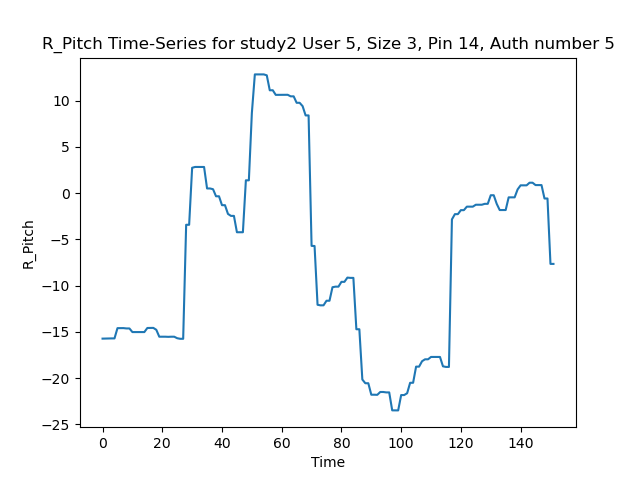 R_Pitch Time-Series for study2 User 5, Size 3, Pin 14, Auth number 5
10
5
0
−5
−10
−15
−20
−25
R_Pitch
0 20 40 60 80 100 120 140
Time